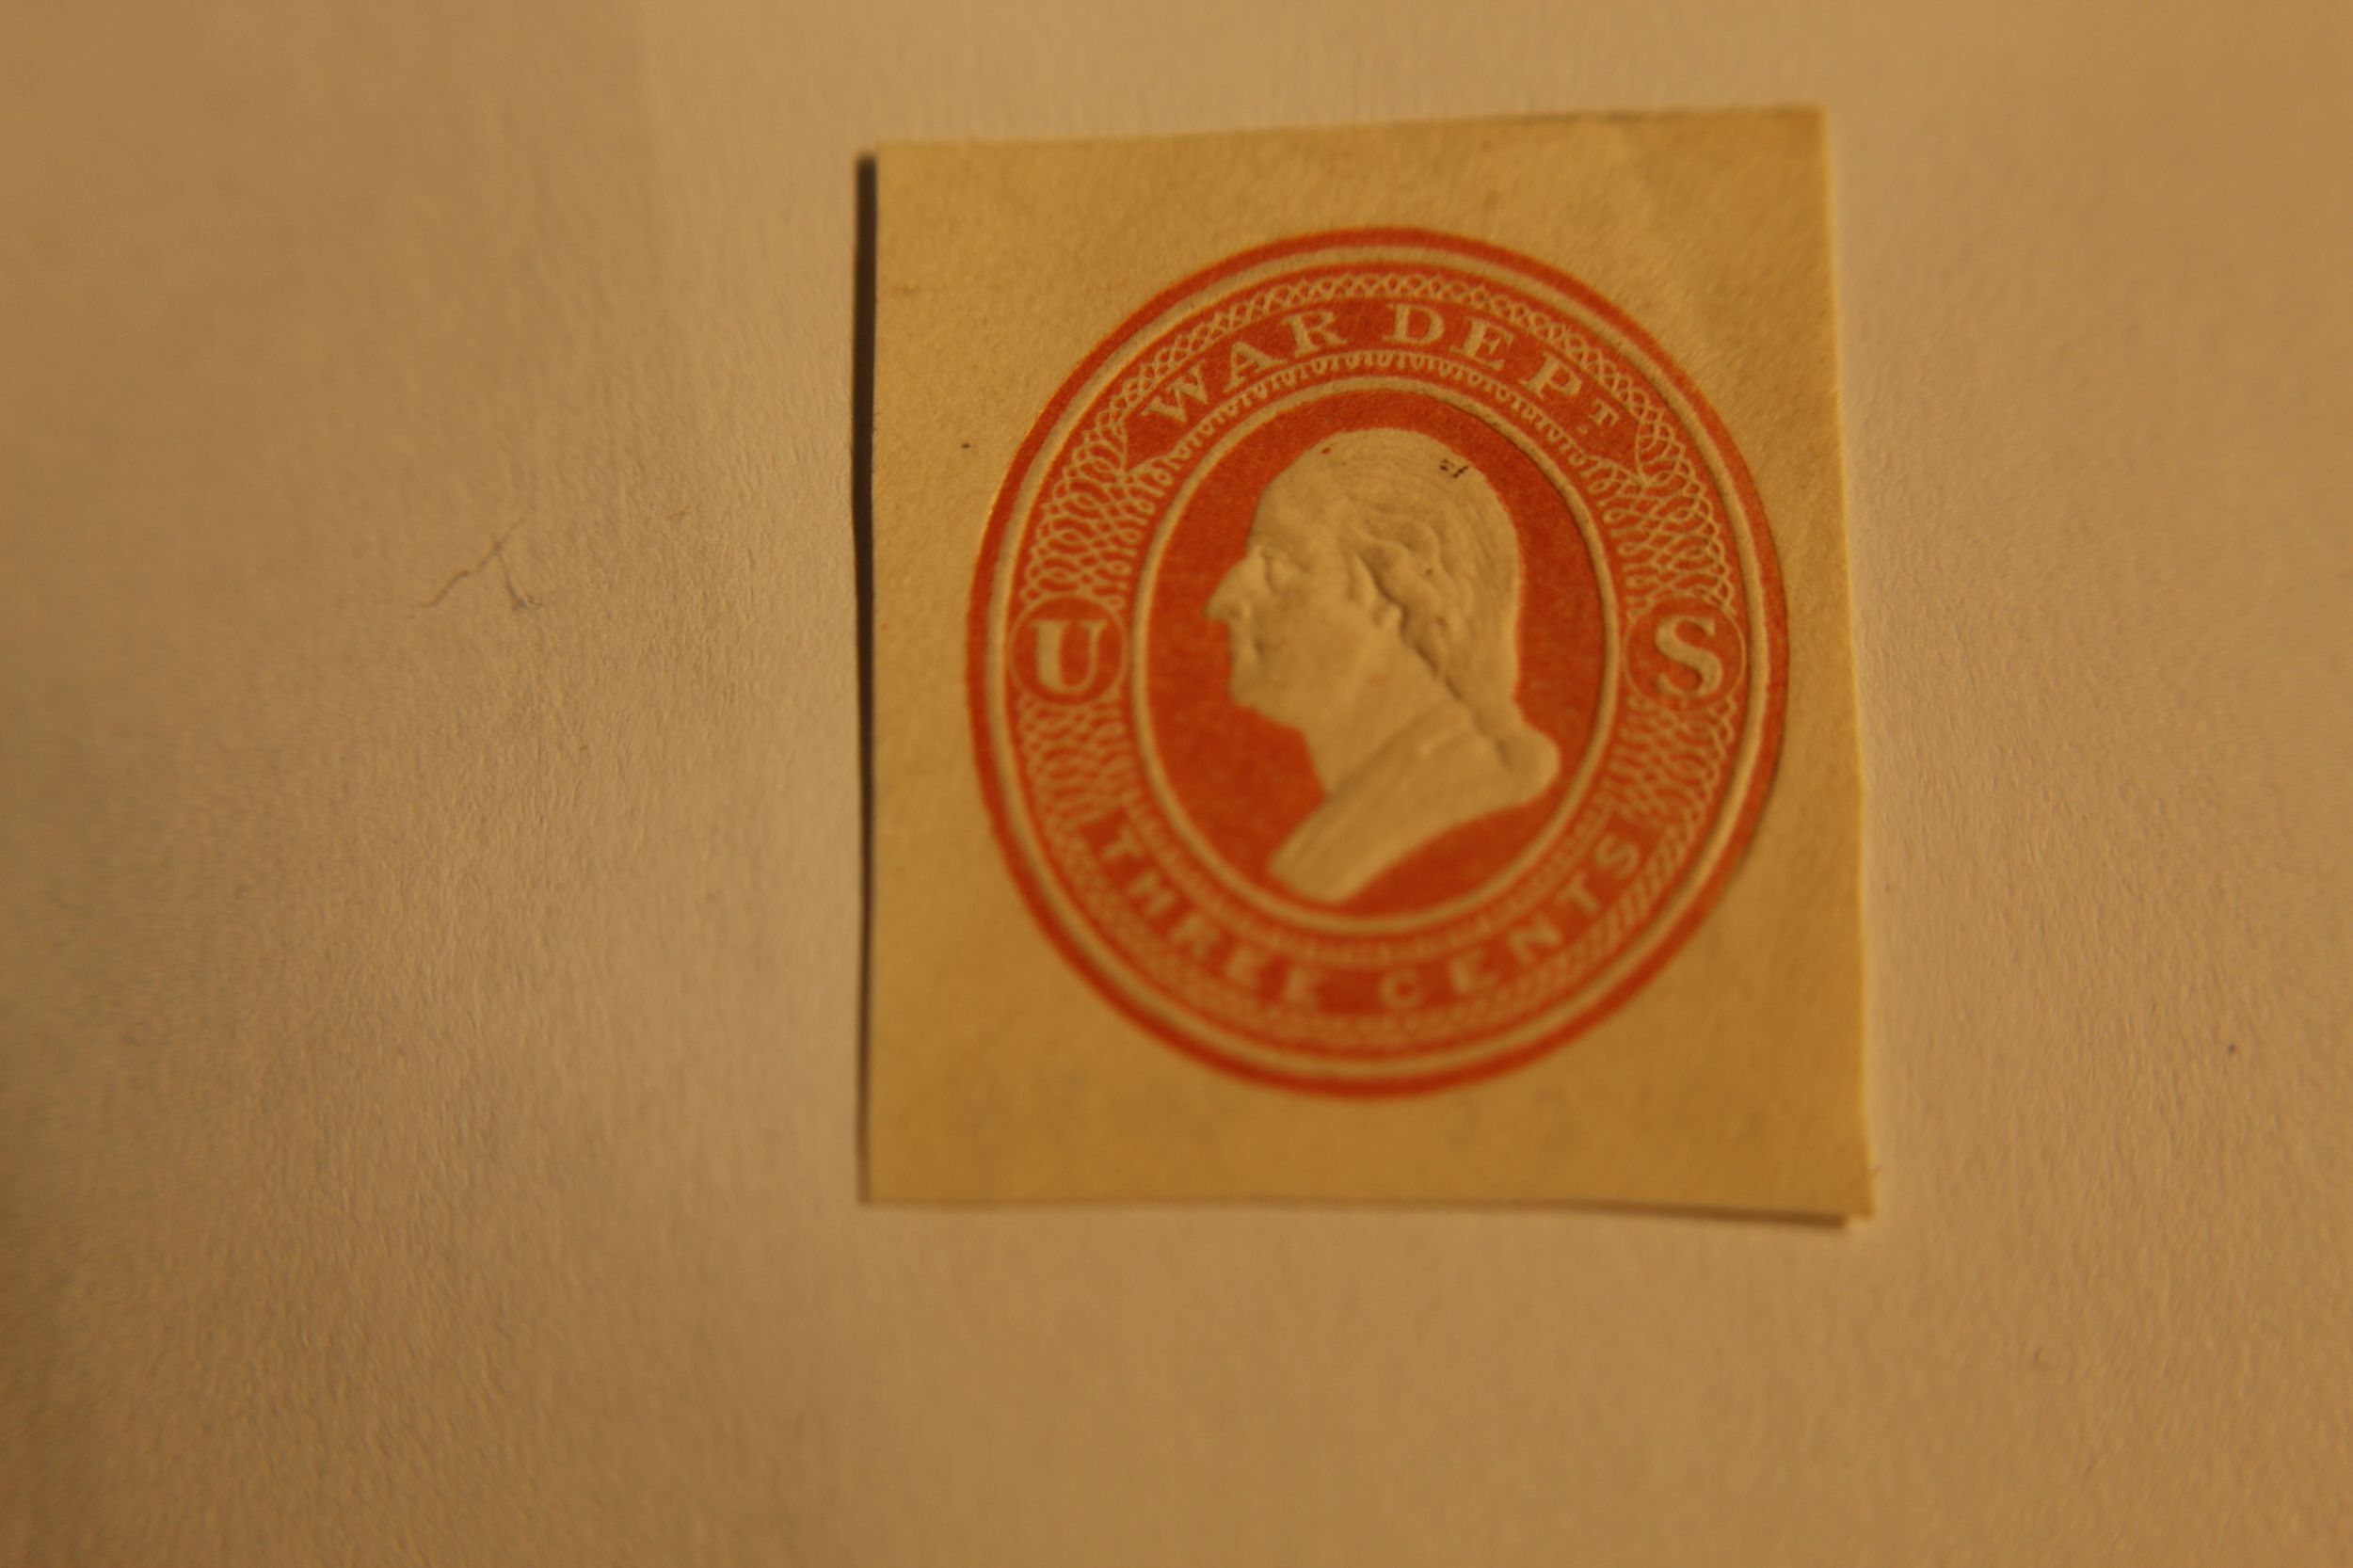 WAR DEPT.
U S
THREE CENTS